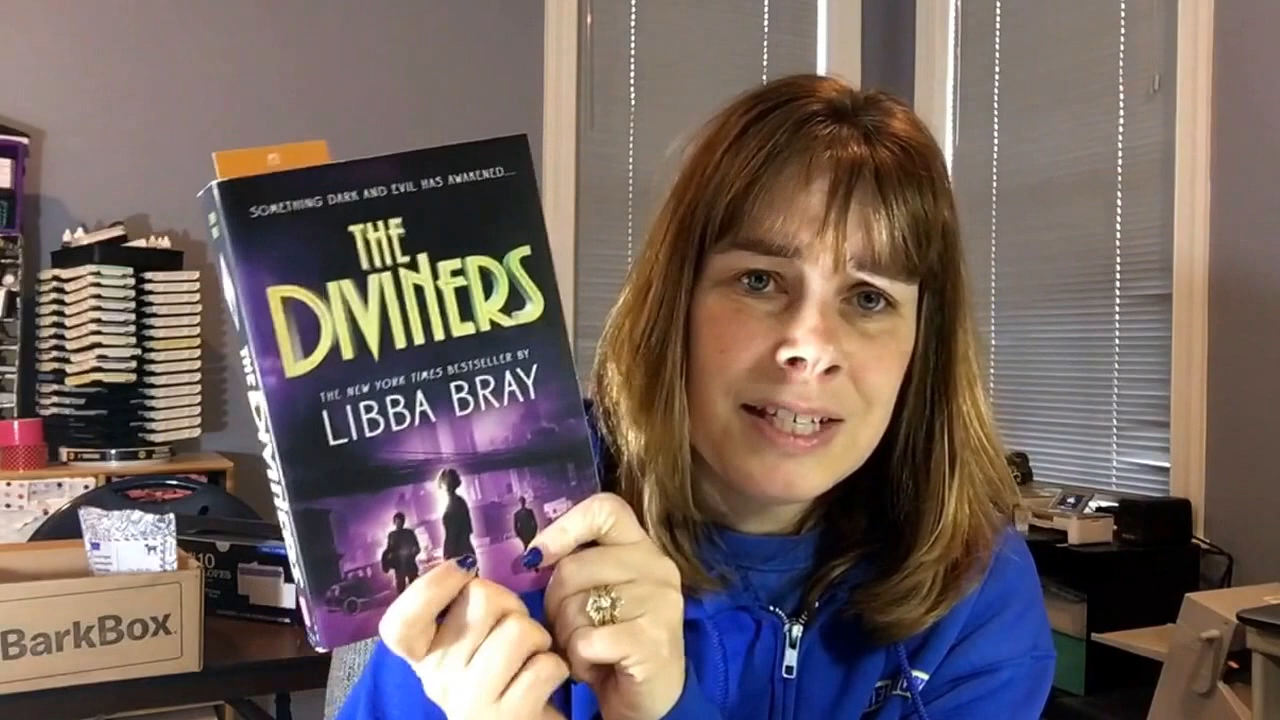 SOMETHING DARK AND EVIL HAS AWAKENED...
THE
DIVINERS
THE NEW YORK TIMES BESTSELLER BY
LIBBA BRAY
THE DIVINERS
BarkBox
#10